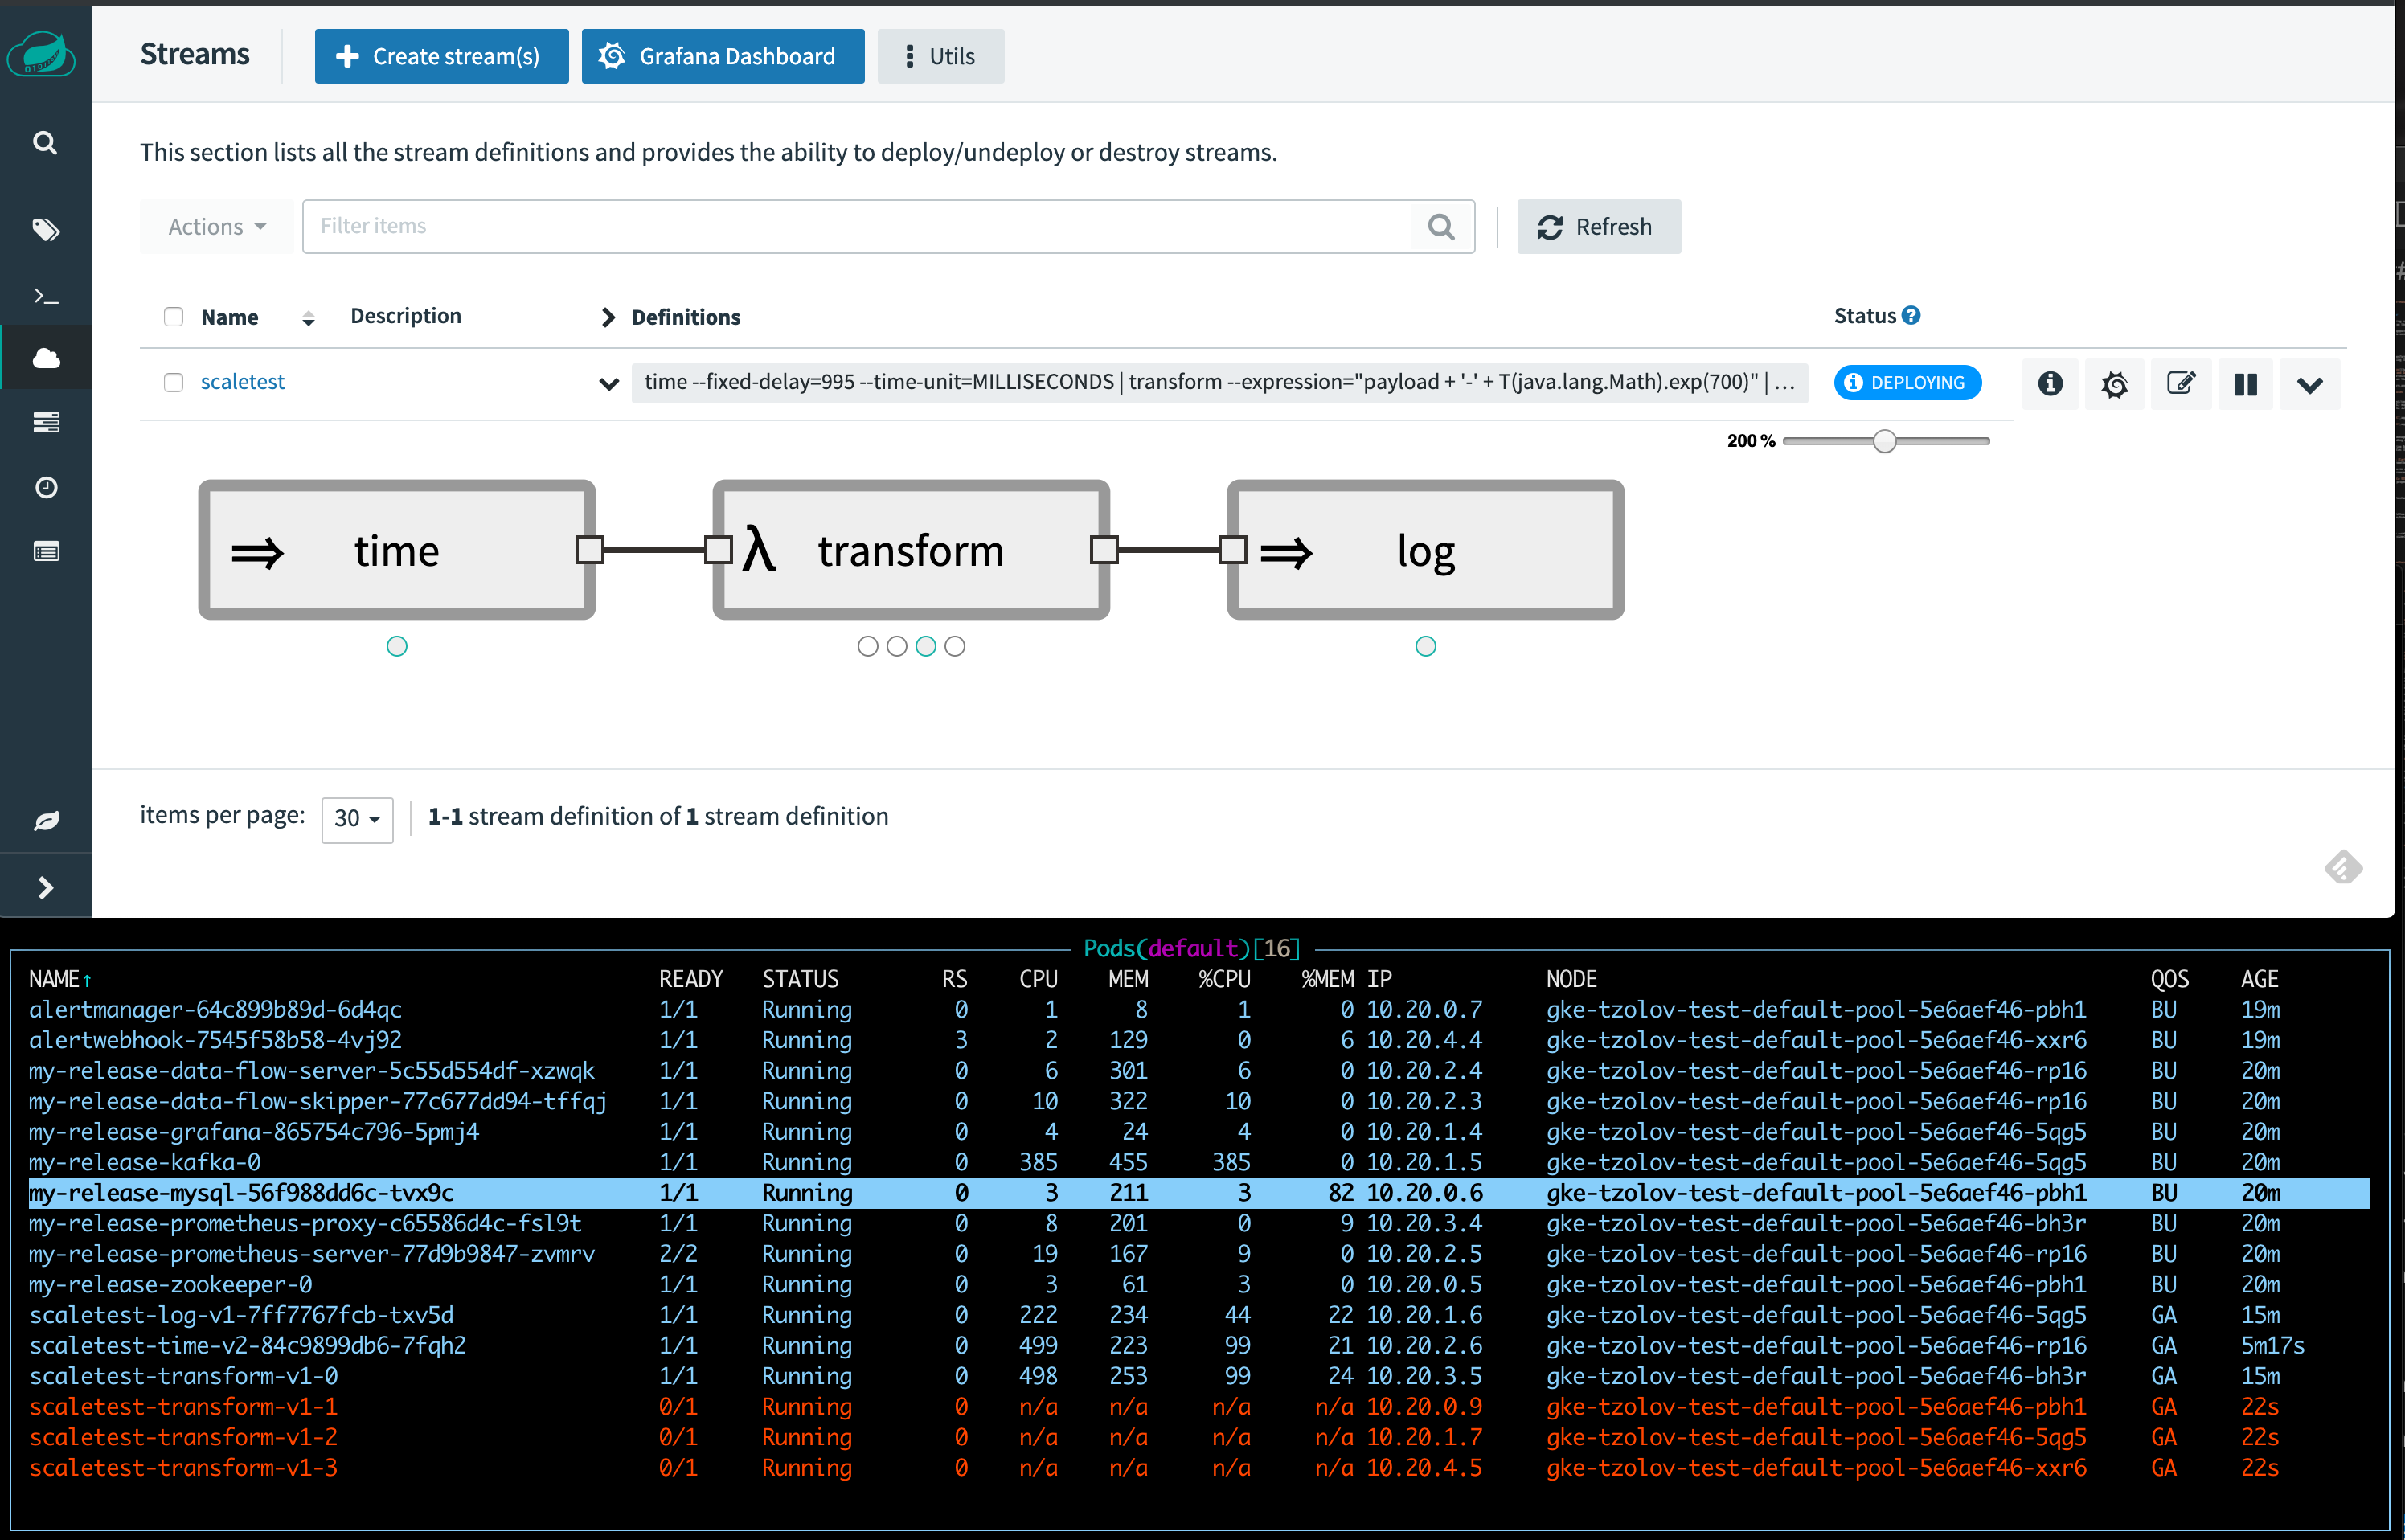 Streams
Create stream(s)
Grafana Dashboard
Utils
This section lists all the stream definitions and provides the ability to deploy/undeploy or destroy streams.
Actions
Filter items
Refresh
Name Description Definitions Status
scaletest time --fixed-delay=995 --time-unit=MILLISECONDS | transform --expression="payload + '-' + T(java.lang.Math).exp(700)" | ... DEPLOYING
200 %
⇒ time λ transform ⇒ log
items per page: 30 1-1 stream definition of 1 stream definition
Pods(default)[16]
NAME↑ READY STATUS RS CPU MEM %CPU %MEM IP NODE QOS AGE
alertmanager-64c899b89d-6d4qc 1/1 Running 0 1 8 1 0 10.20.0.7 gke-tzolov-test-default-pool-5e6aef46-pbh1 BU 19m
alertwebhook-7545f58b58-4vj92 1/1 Running 3 2 129 0 6 10.20.4.4 gke-tzolov-test-default-pool-5e6aef46-xxr6 BU 19m
my-release-data-flow-server-5c55d554df-xzwqk 1/1 Running 0 6 301 6 0 10.20.2.4 gke-tzolov-test-default-pool-5e6aef46-rp16 BU 20m
my-release-data-flow-skipper-77c677dd94-tffqj 1/1 Running 0 10 322 10 0 10.20.2.3 gke-tzolov-test-default-pool-5e6aef46-rp16 BU 20m
my-release-grafana-865754c796-5pmj4 1/1 Running 0 4 24 4 0 10.20.1.4 gke-tzolov-test-default-pool-5e6aef46-5qg5 BU 20m
my-release-kafka-0 1/1 Running 0 385 455 385 0 10.20.1.5 gke-tzolov-test-default-pool-5e6aef46-5qg5 BU 20m
my-release-mysql-56f988dd6c-tvx9c 1/1 Running 0 3 211 3 82 10.20.0.6 gke-tzolov-test-default-pool-5e6aef46-pbh1 BU 20m
my-release-prometheus-proxy-c65586d4c-fsl9t 1/1 Running 0 8 201 0 9 10.20.3.4 gke-tzolov-test-default-pool-5e6aef46-bh3r BU 20m
my-release-prometheus-server-77d9b9847-zvmrv 2/2 Running 0 19 167 9 0 10.20.2.5 gke-tzolov-test-default-pool-5e6aef46-rp16 BU 20m
my-release-zookeeper-0 1/1 Running 0 3 61 3 0 10.20.0.5 gke-tzolov-test-default-pool-5e6aef46-pbh1 BU 20m
scaletest-log-v1-7ff7767fcb-txv5d 1/1 Running 0 222 234 44 22 10.20.1.6 gke-tzolov-test-default-pool-5e6aef46-5qg5 GA 15m
scaletest-time-v2-84c9899db6-7fqh2 1/1 Running 0 499 223 99 21 10.20.2.6 gke-tzolov-test-default-pool-5e6aef46-rp16 GA 5m17s
scaletest-transform-v1-0 1/1 Running 0 498 253 99 24 10.20.3.5 gke-tzolov-test-default-pool-5e6aef46-bh3r GA 15m
scaletest-transform-v1-1 0/1 Running 0 n/a n/a n/a n/a 10.20.0.9 gke-tzolov-test-default-pool-5e6aef46-pbh1 GA 22s
scaletest-transform-v1-2 0/1 Running 0 n/a n/a n/a n/a 10.20.1.7 gke-tzolov-test-default-pool-5e6aef46-5qg5 GA 22s
scaletest-transform-v1-3 0/1 Running 0 n/a n/a n/a n/a 10.20.4.5 gke-tzolov-test-default-pool-5e6aef46-xxr6 GA 22s